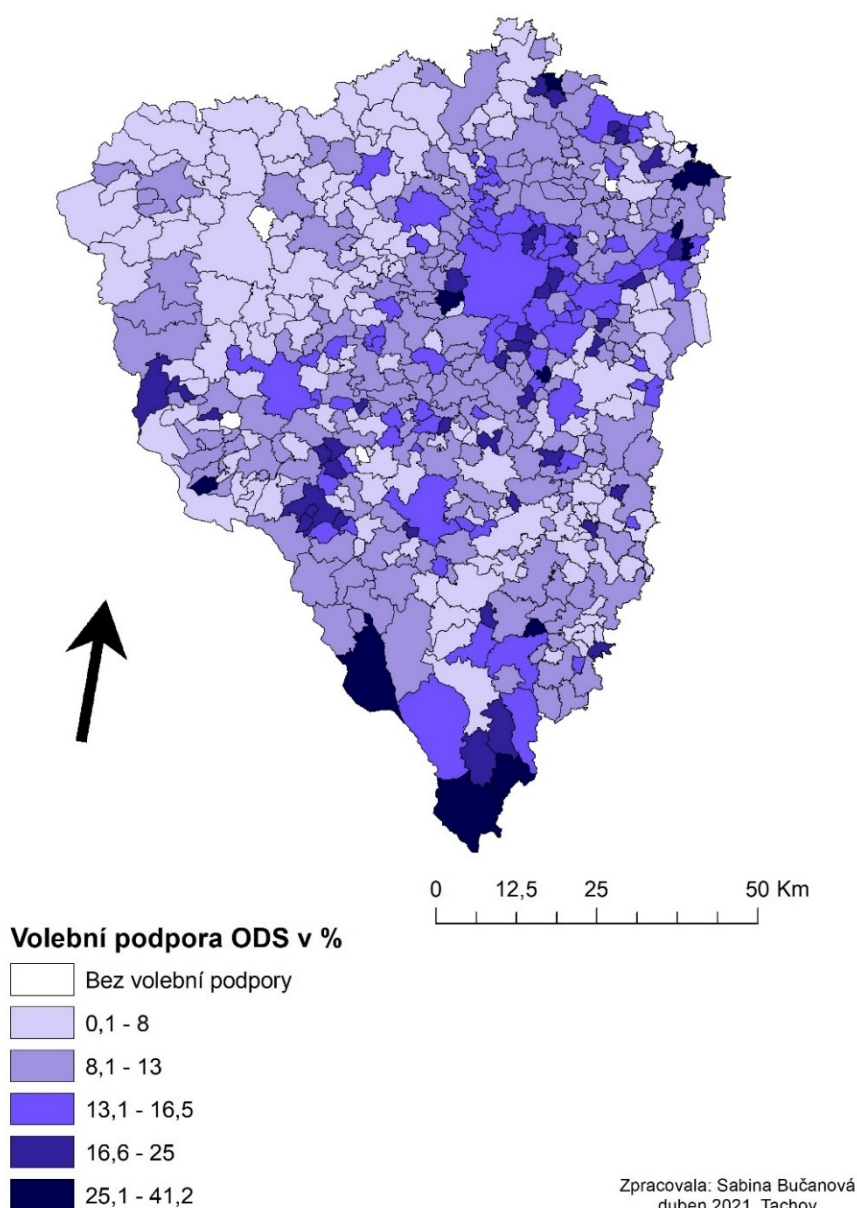 0 12,5 25 50 Km
Volební podpora ODS v %
Bez volební podpory
0,1 - 8
8,1 - 13
13,1 - 16,5
16,6 - 25
25,1 - 41,2
Zpracovala: Sabina Bučanová
duben 2021, Tachov